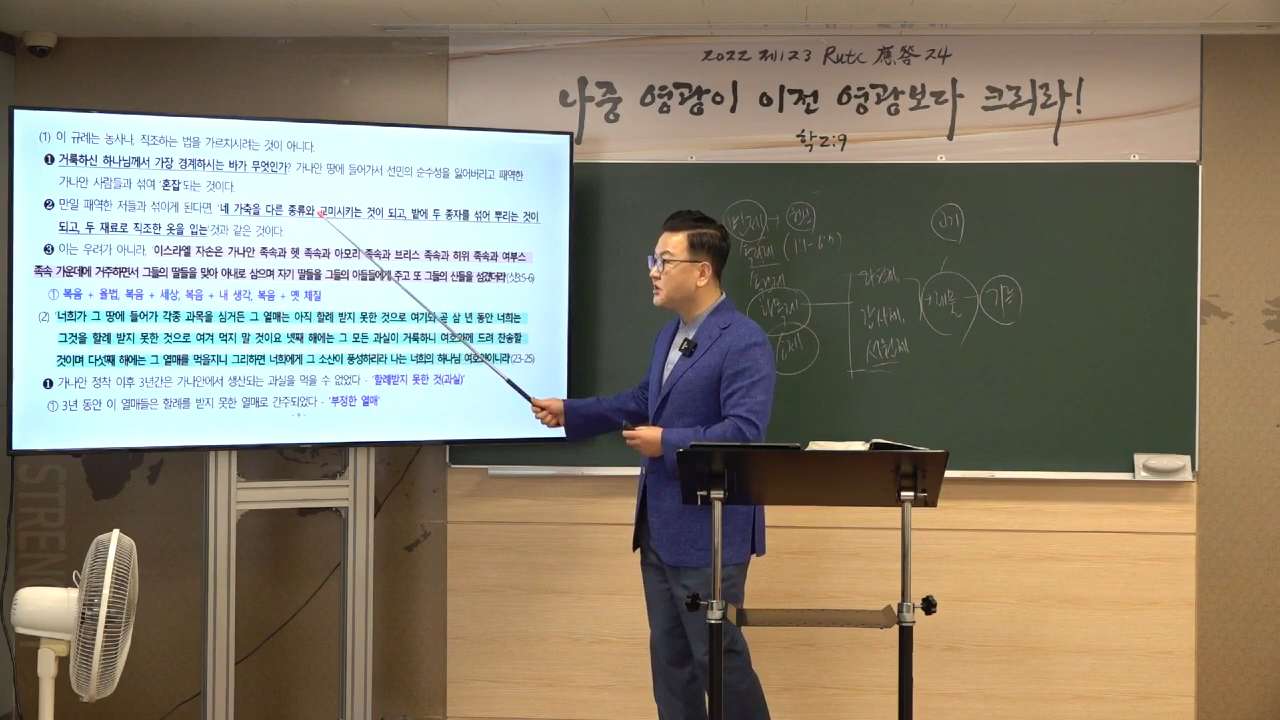 2022 제123 Rutc 應答24
나중 영광이 이전 영광보다 크리라!
학2:9
(1) 이 규례는 농사나, 직조하는 법을 가르치시려는 것이 아니다.
❶ 거룩하신 하나님께서 가장 경계하시는 바가 무엇인가? 가나안 땅에 들어가서 선민의 순수성을 잃어버리고 패역한
가나안 사람들과 섞여 '혼잡'되는 것이다.
❷ 만일 패역한 저들과 섞이게 된다면 '네 가축을 다른 종류와 교미시키는 것이 되고, 밭에 두 종자를 섞어 뿌리는 것이
되고, 두 재료로 직조한 옷을 입는'것과 같은 것이다.
❸ 이는 우려가 아니라, '이스라엘 자손은 가나안 족속과 헷 족속과 아모리 족속과 브리스 족속과 히위 족속과 여부스
족속 가운데에 거주하면서 그들의 딸들을 맞아 아내로 삼으며 자기 딸들을 그들의 아들들에게 주고 또 그들의 신들을 섬겼더라'(삿3:5-6)
① 복음 + 율법, 복음 + 세상, 복음 + 내 생각, 복음 + 옛 체질
(2) '너희가 그 땅에 들어가 각종 과목을 심거든 그 열매는 아직 할례 받지 못한 것으로 여기되 곧 삼 년 동안 너희는
그것을 할례 받지 못한 것으로 여겨 먹지 말 것이요 넷째 해에는 그 모든 과실이 거룩하니 여호와께 드려 찬송할
것이며 다섯째 해에는 그 열매를 먹을지니 그리하면 너희에게 그 소산이 풍성하리라 나는 너희의 하나님 여호와이니라'(23-25)
❶ 가나안 정착 이후 3년간은 가나안에서 생산되는 과실을 먹을 수 없었다 - '할례받지 못한 것(과실)'
① 3년 동안 이 열매들은 할례를 받지 못한 열매로 간주되었다 - '부정한 열매'
- 9 -
번제 → 헌신
화목제
감사제,
서원제
제물
STRENGTH